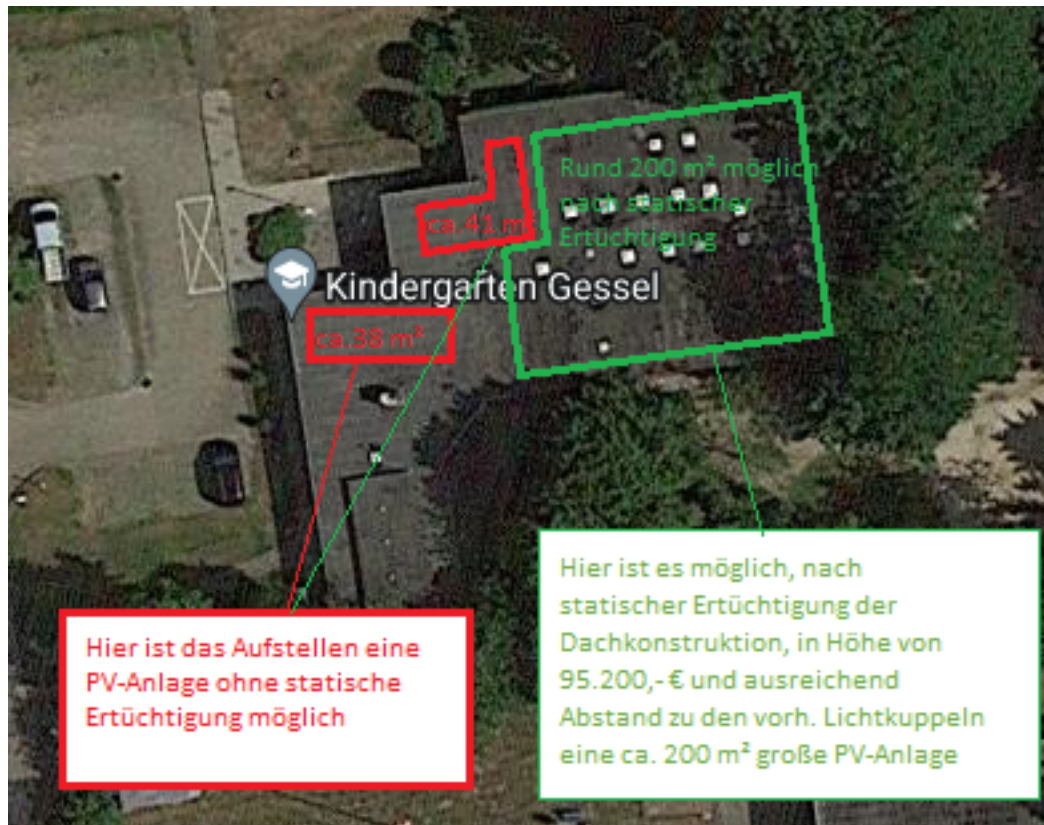 Rund 200 m² möglich
nach statischer
Ertüchtigung
ca.41 m²
Kindergarten Gessel
ca.38 m²
Hier ist das Aufstellen eine
PV-Anlage ohne statische
Ertüchtigung möglich
Hier ist es möglich, nach
statischer Ertüchtigung der
Dachkonstruktion, in Höhe von
95.200,- € und ausreichend
Abstand zu den vorh. Lichtkuppeln
eine ca. 200 m² große PV-Anlage